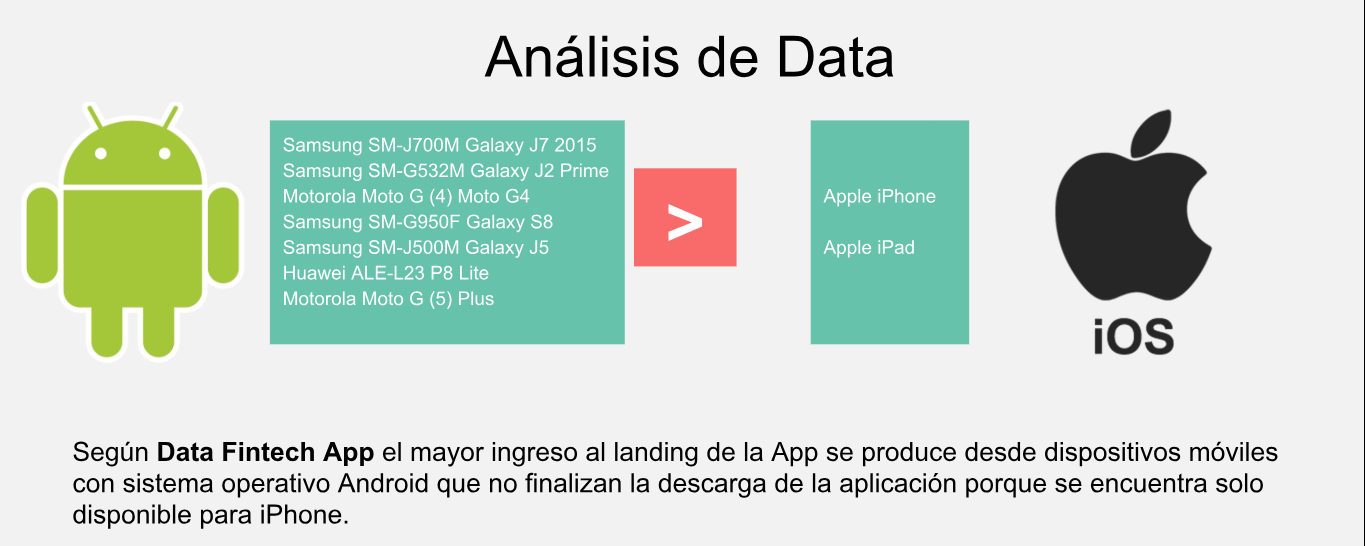 Análisis de Data
Samsung SM-J700M Galaxy J7 2015
Samsung SM-G532M Galaxy J2 Prime
Motorola Moto G (4) Moto G4
Samsung SM-G950F Galaxy S8
Samsung SM-J500M Galaxy J5
Huawei ALE-L23 P8 Lite
Motorola Moto G (5) Plus
>
Apple iPhone
Apple iPad
iOS
Según Data Fintech App el mayor ingreso al landing de la App se produce desde dispositivos móviles
con sistema operativo Android que no finalizan la descarga de la aplicación porque se encuentra solo
disponible para iPhone.